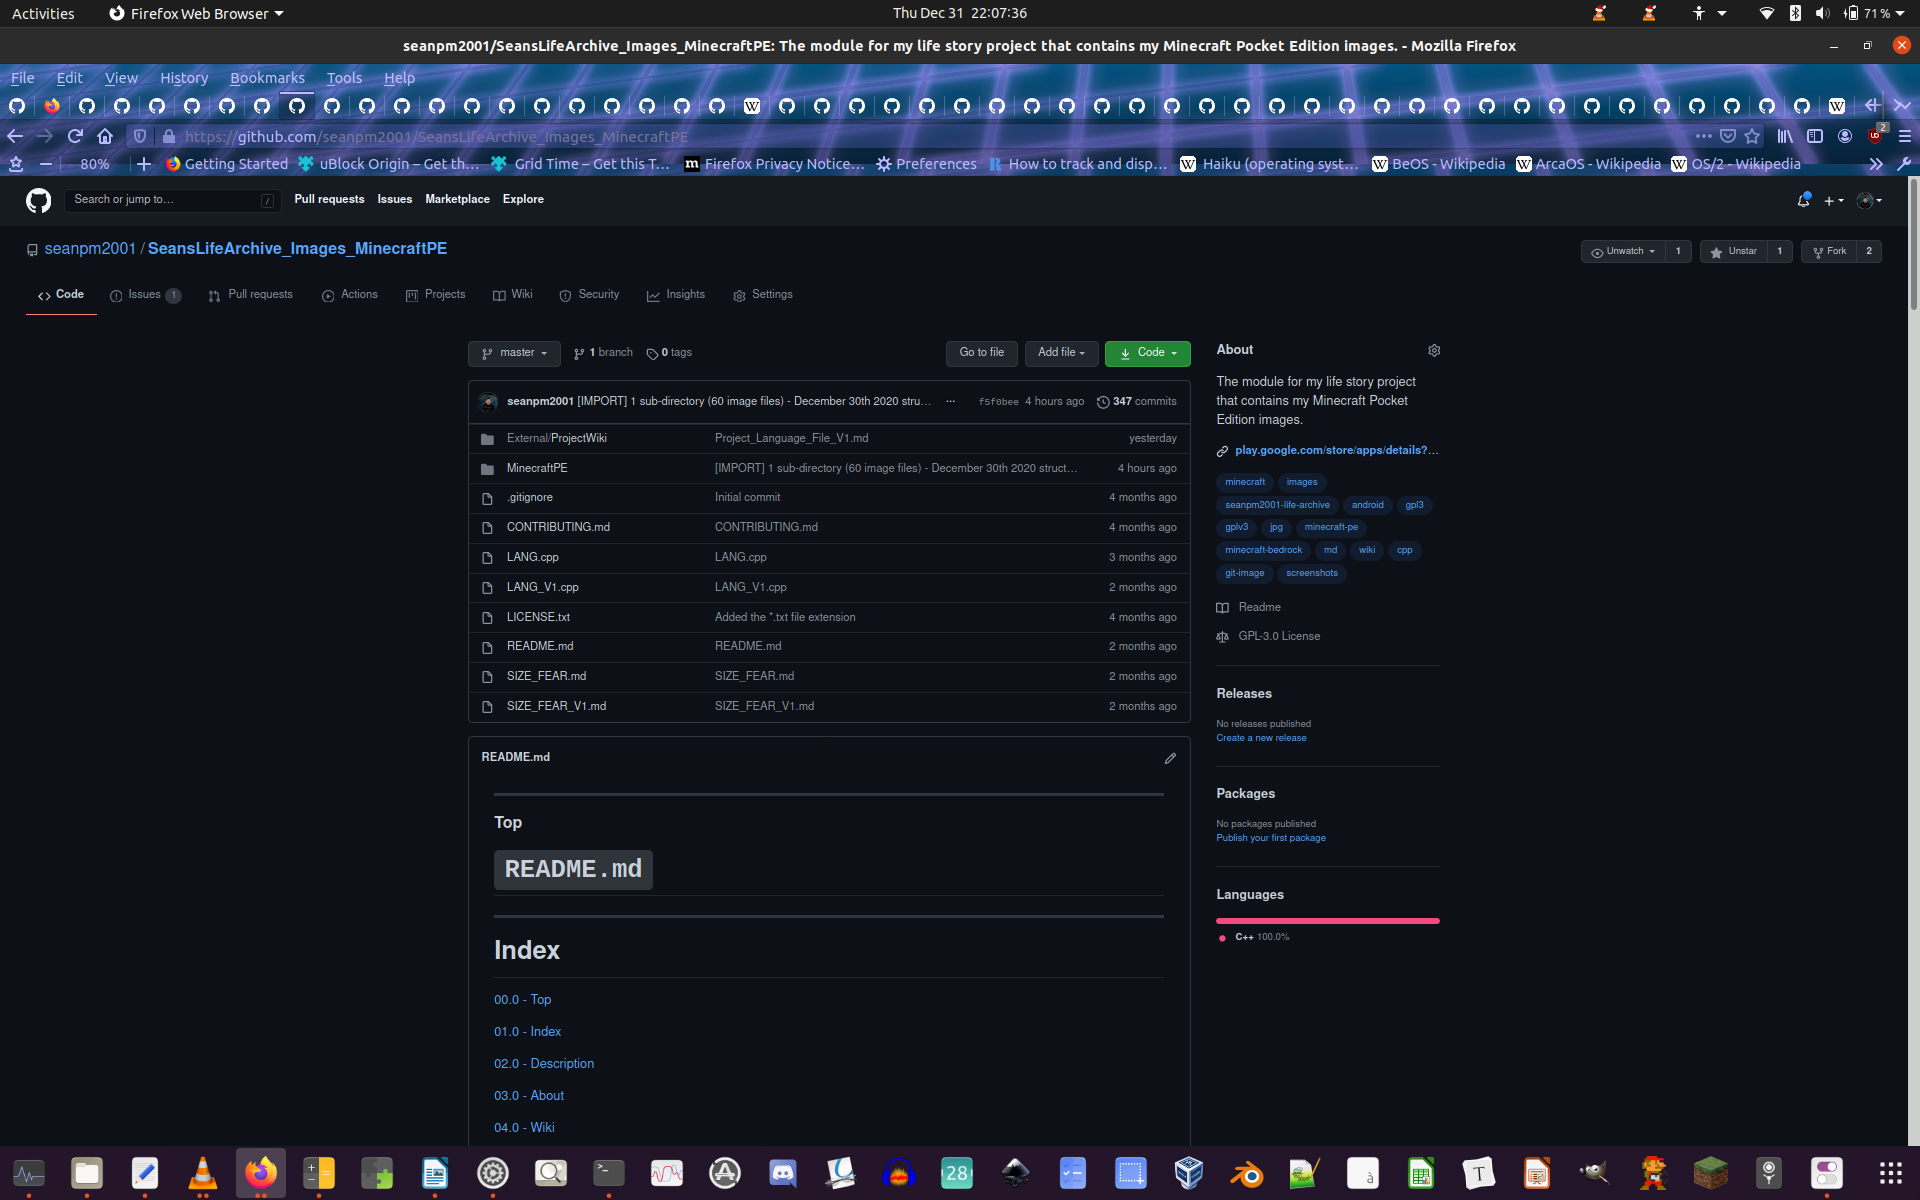 Activities
Firefox Web Browser
Thu Dec 31 22:07:36
71 %
seanpm2001/SeansLifeArchive_Images_MinecraftPE: The module for my life story project that contains my Minecraft Pocket Edition images. - Mozilla Firefox
File Edit View History Bookmarks Tools Help
https://github.com/seanpm2001/SeansLifeArchive_Images_MinecraftPE
2
80%
Getting Started
uBlock Origin – Get th…
Grid Time – Get this T…
Firefox Privacy Notice…
Preferences
How to track and disp…
Haiku (operating syst…
BeOS - Wikipedia
ArcaOS - Wikipedia
OS/2 - Wikipedia
Search or jump to…
/
Pull requests
Issues
Marketplace
Explore
seanpm2001 / SeansLifeArchive_Images_MinecraftPE
Unwatch 1
Unstar 1
Fork 2
Code
Issues 1
Pull requests
Actions
Projects
Wiki
Security
Insights
Settings
master
1 branch
0 tags
Go to file
Add file
Code
seanpm2001 [IMPORT] 1 sub-directory (60 image files) - December 30th 2020 stru… ... f5f0bee 4 hours ago 347 commits
External/ProjectWiki Project_Language_File_V1.md yesterday
MinecraftPE [IMPORT] 1 sub-directory (60 image files) - December 30th 2020 struct… 4 hours ago
.gitignore Initial commit 4 months ago
CONTRIBUTING.md CONTRIBUTING.md 4 months ago
LANG.cpp LANG.cpp 3 months ago
LANG_V1.cpp LANG_V1.cpp 2 months ago
LICENSE.txt Added the *.txt file extension 4 months ago
README.md README.md 2 months ago
SIZE_FEAR.md SIZE_FEAR.md 2 months ago
SIZE_FEAR_V1.md SIZE_FEAR_V1.md 2 months ago
README.md
Top
README.md
Index
00.0 - Top
01.0 - Index
02.0 - Description
03.0 - About
04.0 - Wiki
About
The module for my life story project
that contains my Minecraft Pocket
Edition images.
play.google.com/store/apps/details?…
minecraft images
seanpm2001-life-archive android gpl3
gplv3 jpg minecraft-pe
minecraft-bedrock md wiki cpp
git-image screenshots
Readme
GPL-3.0 License
Releases
No releases published
Create a new release
Packages
No packages published
Publish your first package
Languages
C++ 100.0%
28